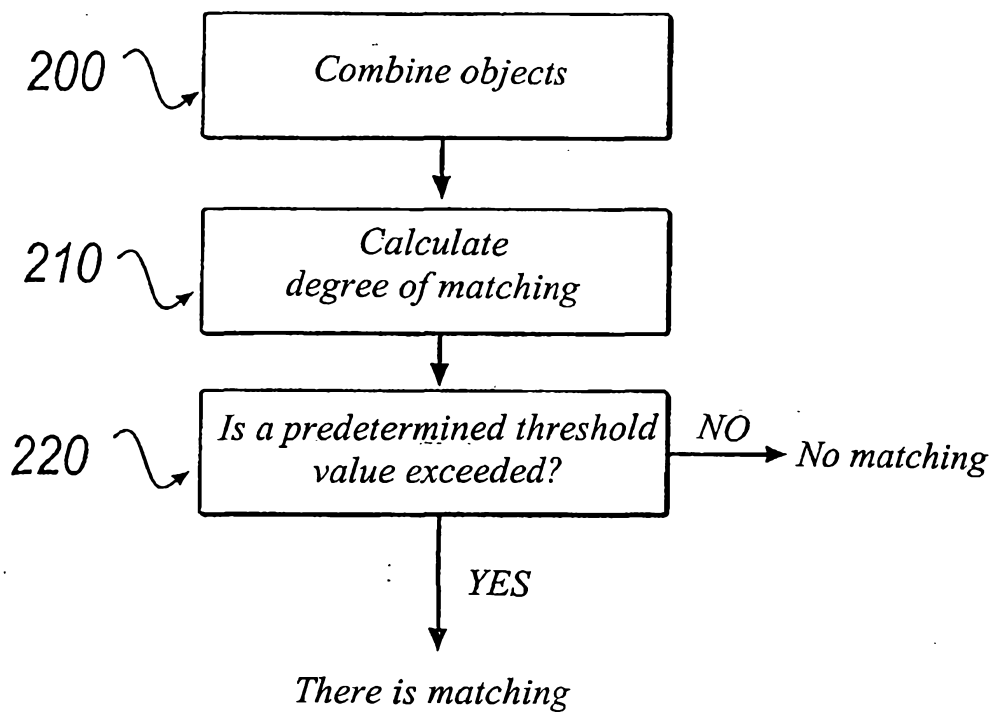 200
Combine objects
210
Calculate
degree of matching
220
Is a predetermined threshold
value exceeded?
NO
No matching
YES
There is matching